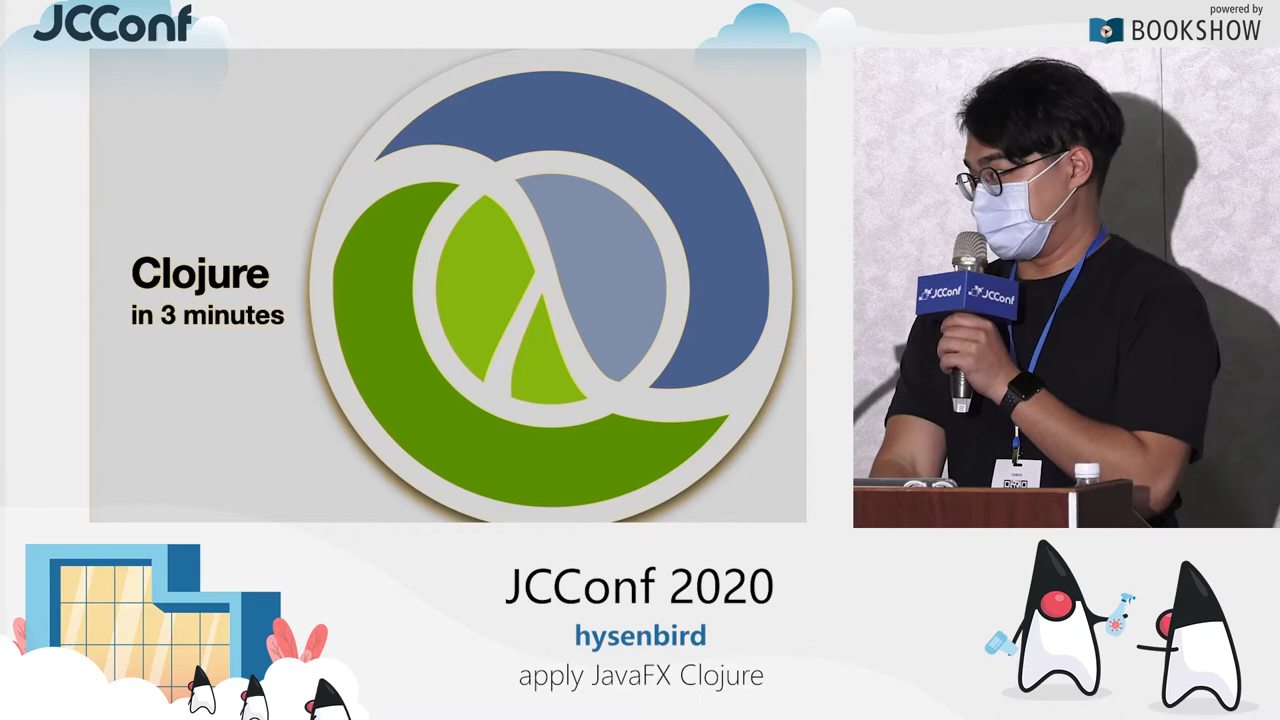 JCConf
powered by
BOOKSHOW
Clojure
in 3 minutes
JCConf
JCConf
JCConf 2020
hysenbird
apply JavaFX Clojure